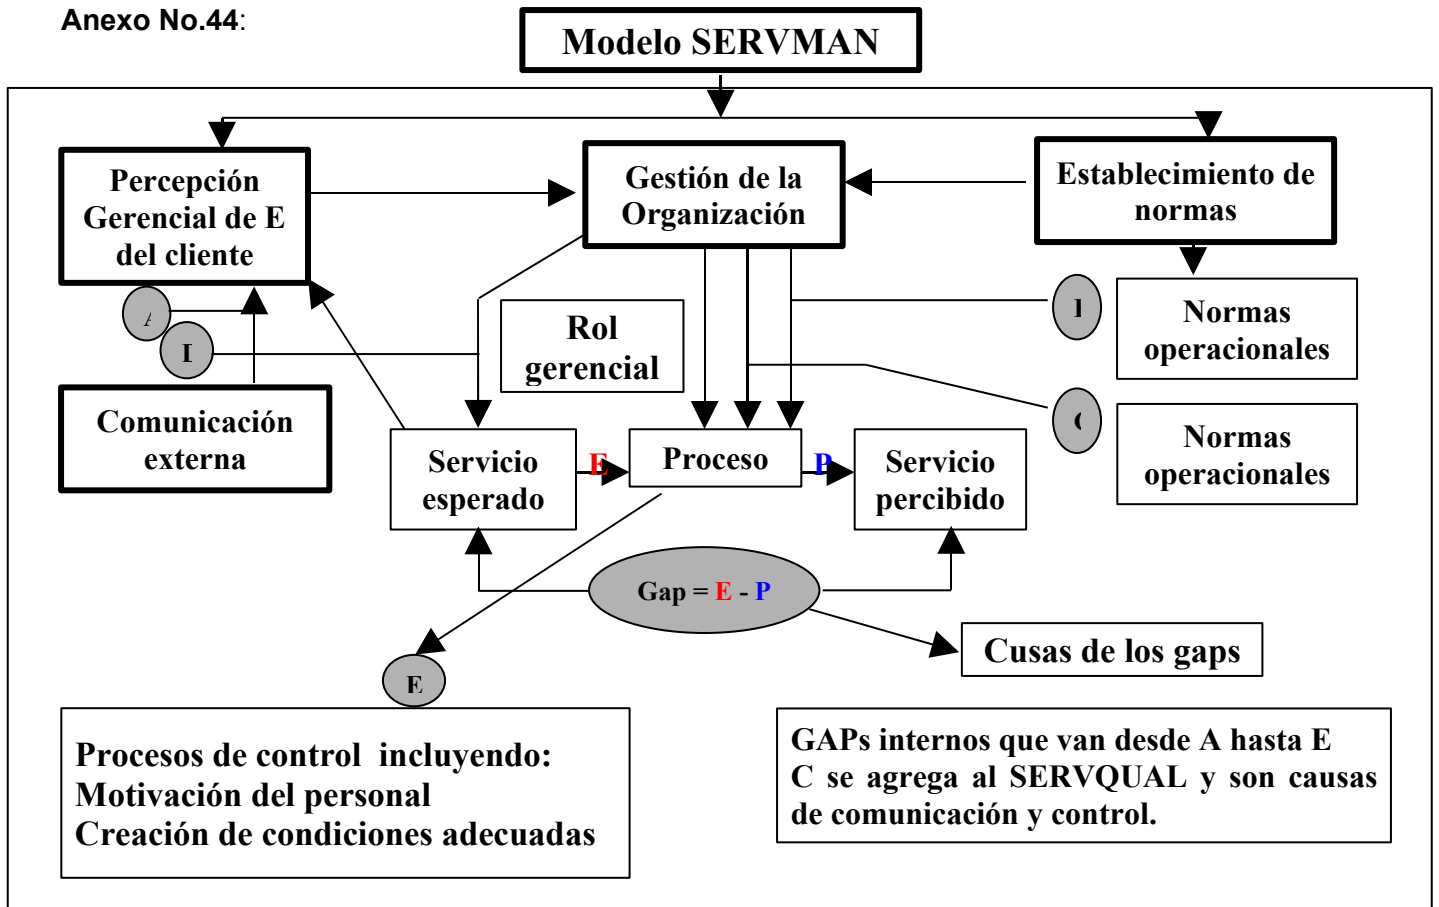 Anexo No.44:
Modelo SERVMAN
Percepción
Gerencial de E
del cliente
Gestión de la
Organización
Establecimiento de
normas
Rol
gerencial
Normas
operacionales
Comunicación
externa
Normas
operacionales
Servicio
esperado
E
Proceso
P
Servicio
percibido
Gap = E - P
Cusas de los gaps
E
Procesos de control incluyendo:
Motivación del personal
Creación de condiciones adecuadas
GAPs internos que van desde A hasta E
C se agrega al SERVQUAL y son causas
de comunicación y control.